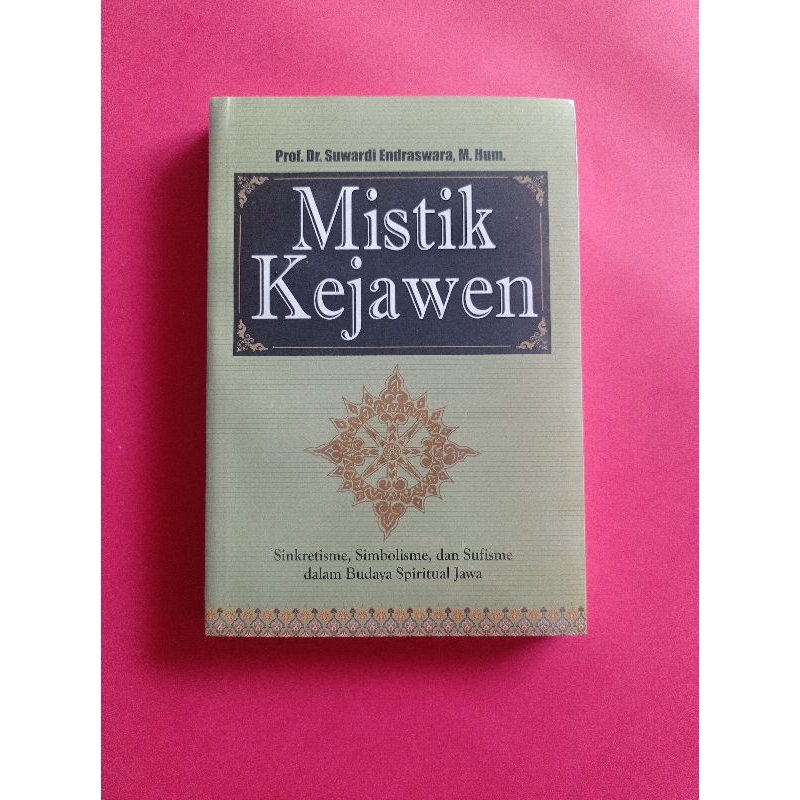 Prof. Dr. Suwardi Endraswara, M. Hum.
Mistik
Kejawen
Sinkretisme, Simbolisme, dan Sufisme
dalam Budaya Spiritual Jawa